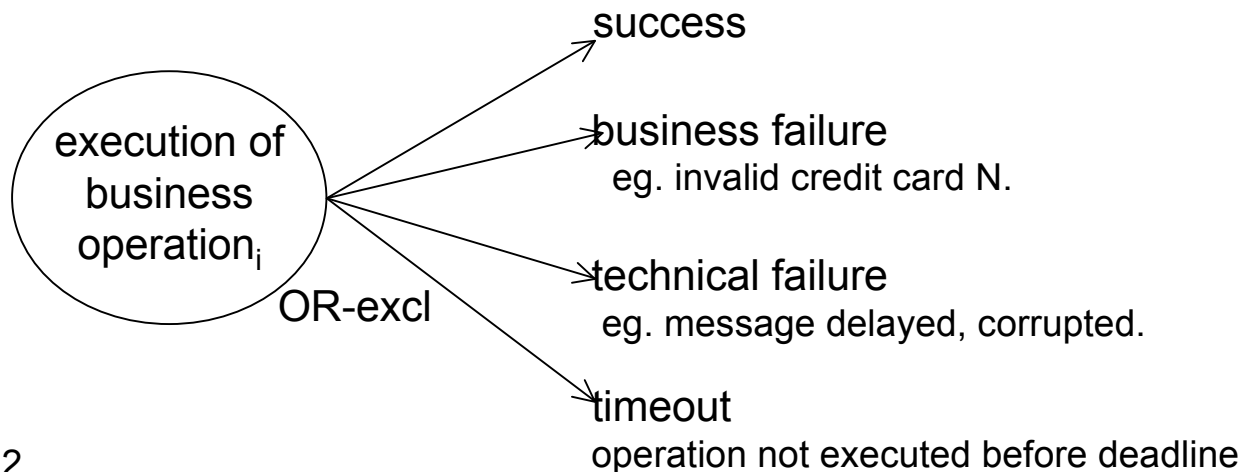 success
execution of
business
operationᵢ
OR-excl
business failure
eg. invalid credit card N.
technical failure
eg. message delayed, corrupted.
timeout
operation not executed before deadline
2